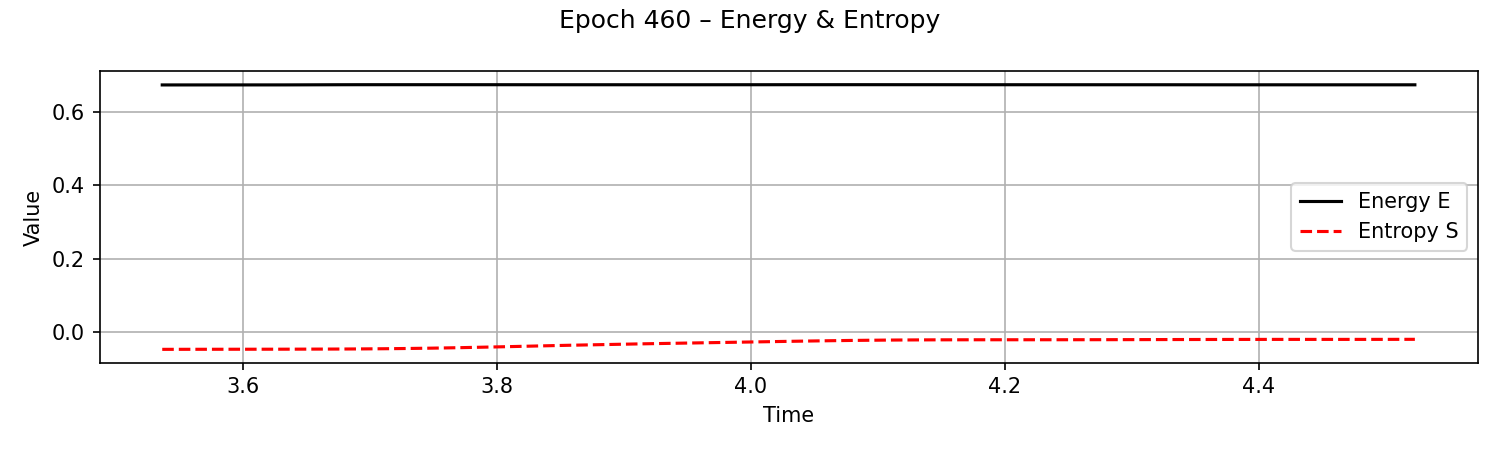 Epoch 460 – Energy & Entropy
0.6
0.4
0.2
0.0
Value
Energy E
Entropy S
3.6 3.8 4.0 4.2 4.4
Time